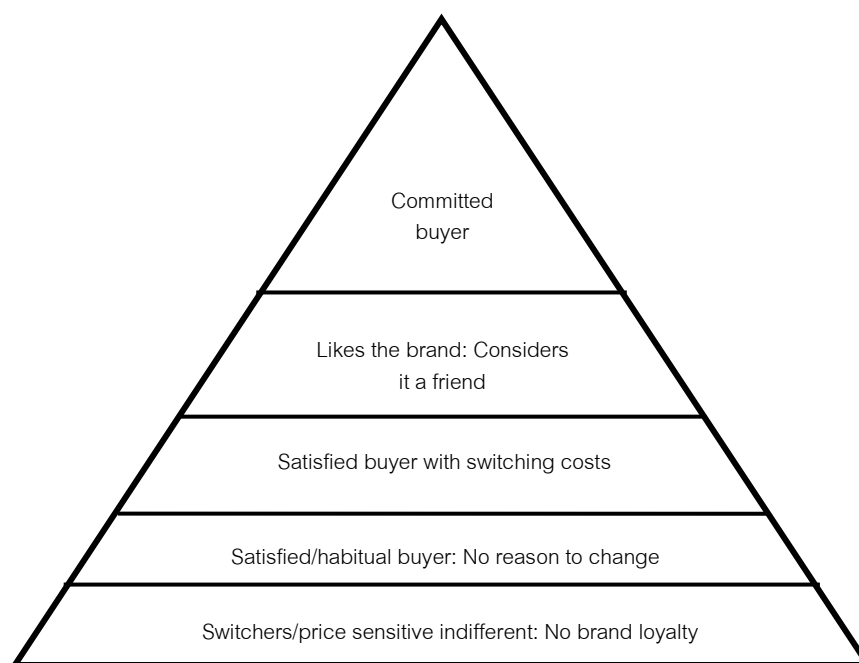 Committed
buyer
Likes the brand: Considers
it a friend
Satisfied buyer with switching costs
Satisfied/habitual buyer: No reason to change
Switchers/price sensitive indifferent: No brand loyalty